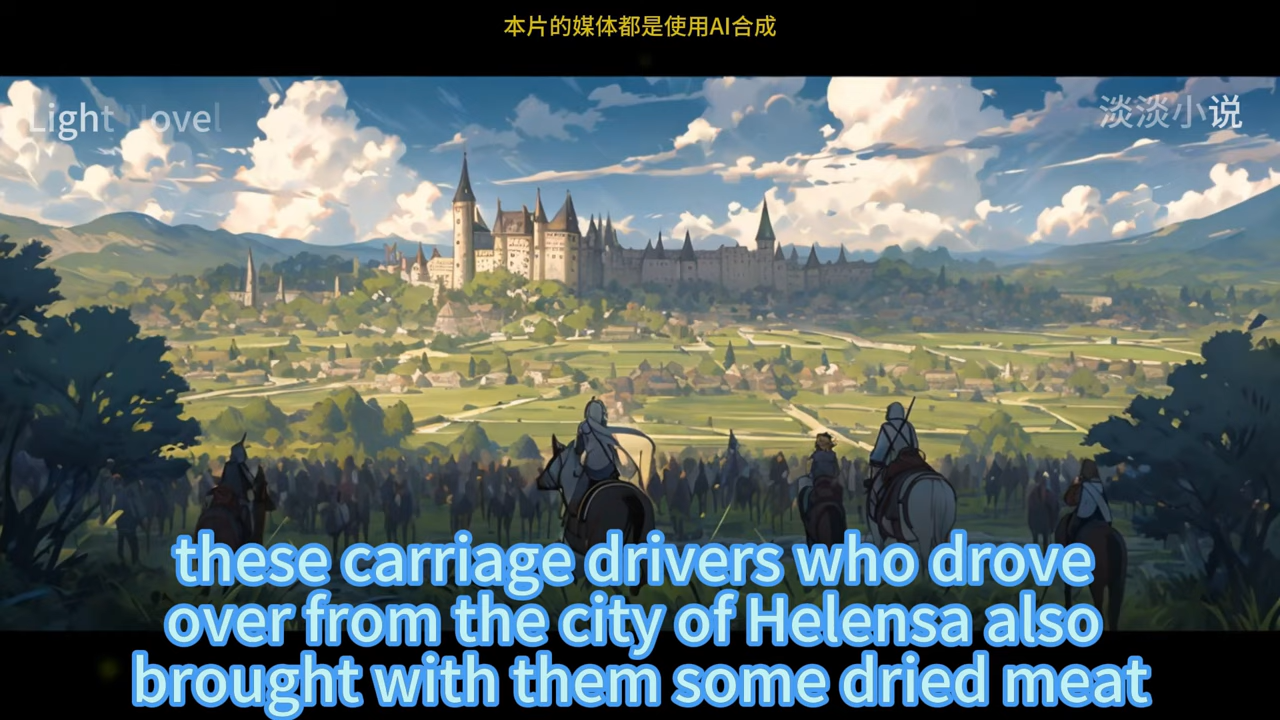 本片的媒体都是使用AI合成
Light Novel
淡淡小说
these carriage drivers who drove
over from the city of Helensa also
brought with them some dried meat